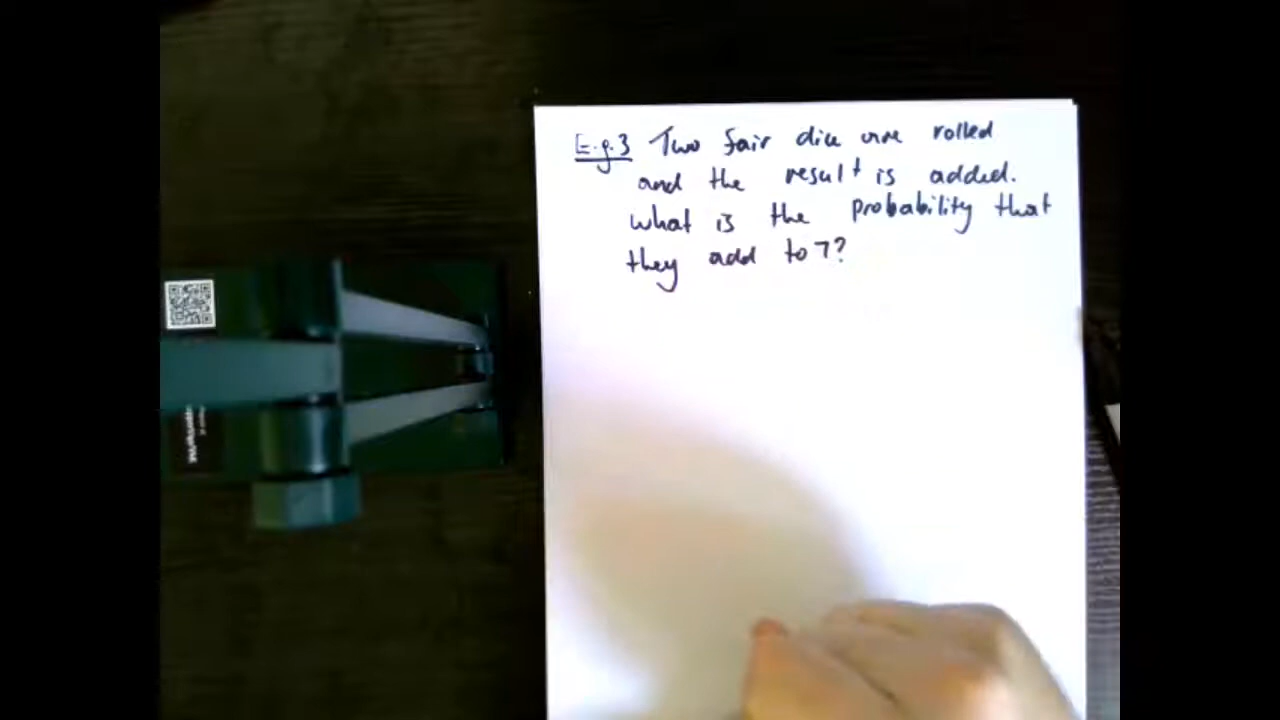 E.g.3 Two fair dice are rolled
and the result is added.
What is the probability that
they add to 7?